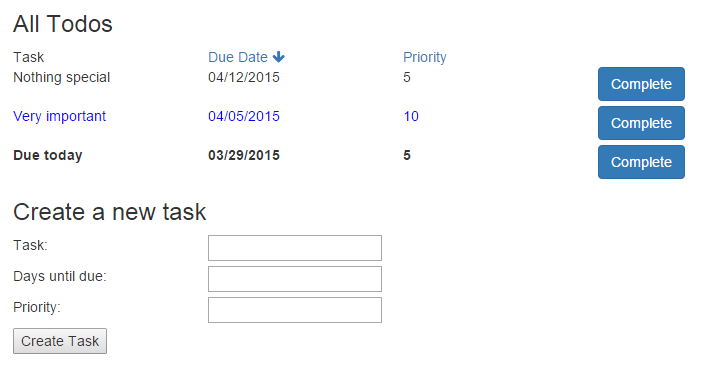 All Todos
Task Due Date Priority
Nothing special 04/12/2015 5 Complete
Very important 04/05/2015 10 Complete
Due today 03/29/2015 5 Complete
Create a new task
Task:
Days until due:
Priority:
Create Task